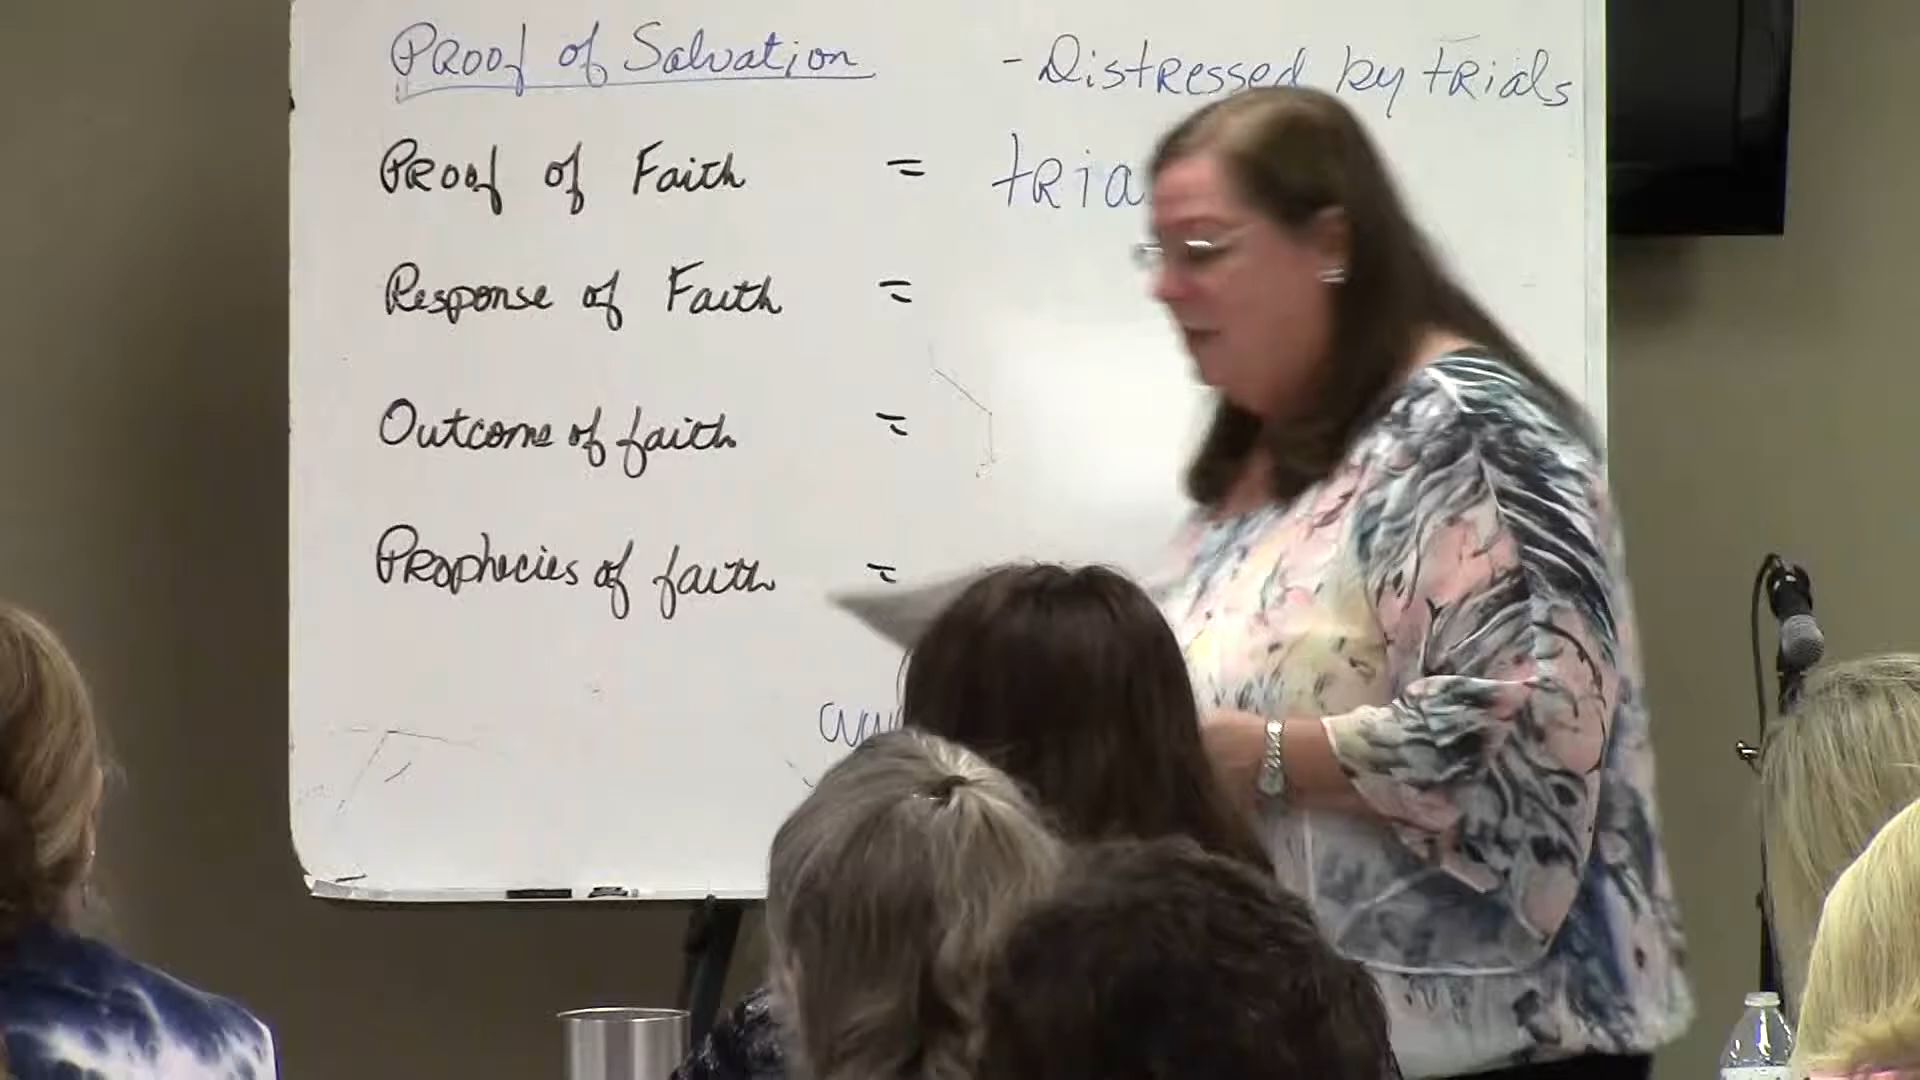 Proof of Salvation - Distressed by trials
Proof of Faith =
Response of Faith =
Outcome of faith =
Prophecies of faith =